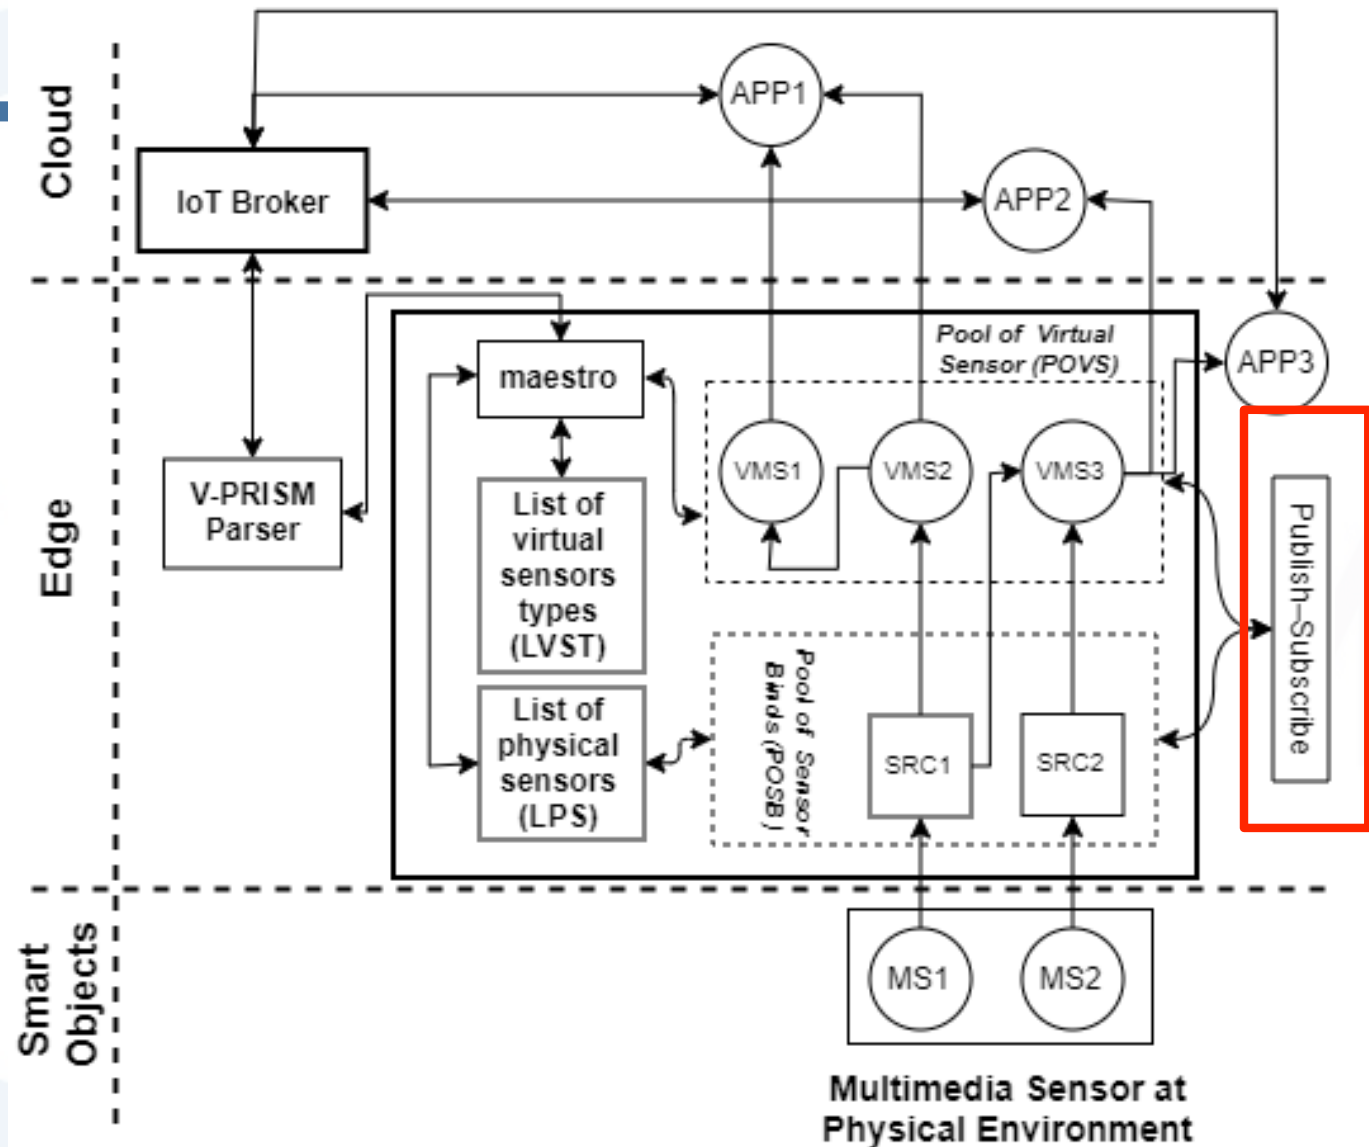 Cloud
APP1
IoT Broker
APP2
Edge
maestro
Pool of Virtual
Sensor (POVS)
APP3
V-PRISM
Parser
List of
virtual
sensors
types
(LVST)
VMS1
VMS2
VMS3
Publish–Subscribe
List of
physical
sensors
(LPS)
Pool of Sensor
Binds (POSB)
SRC1
SRC2
Smart
Objects
MS1
MS2
Multimedia Sensor at
Physical Environment